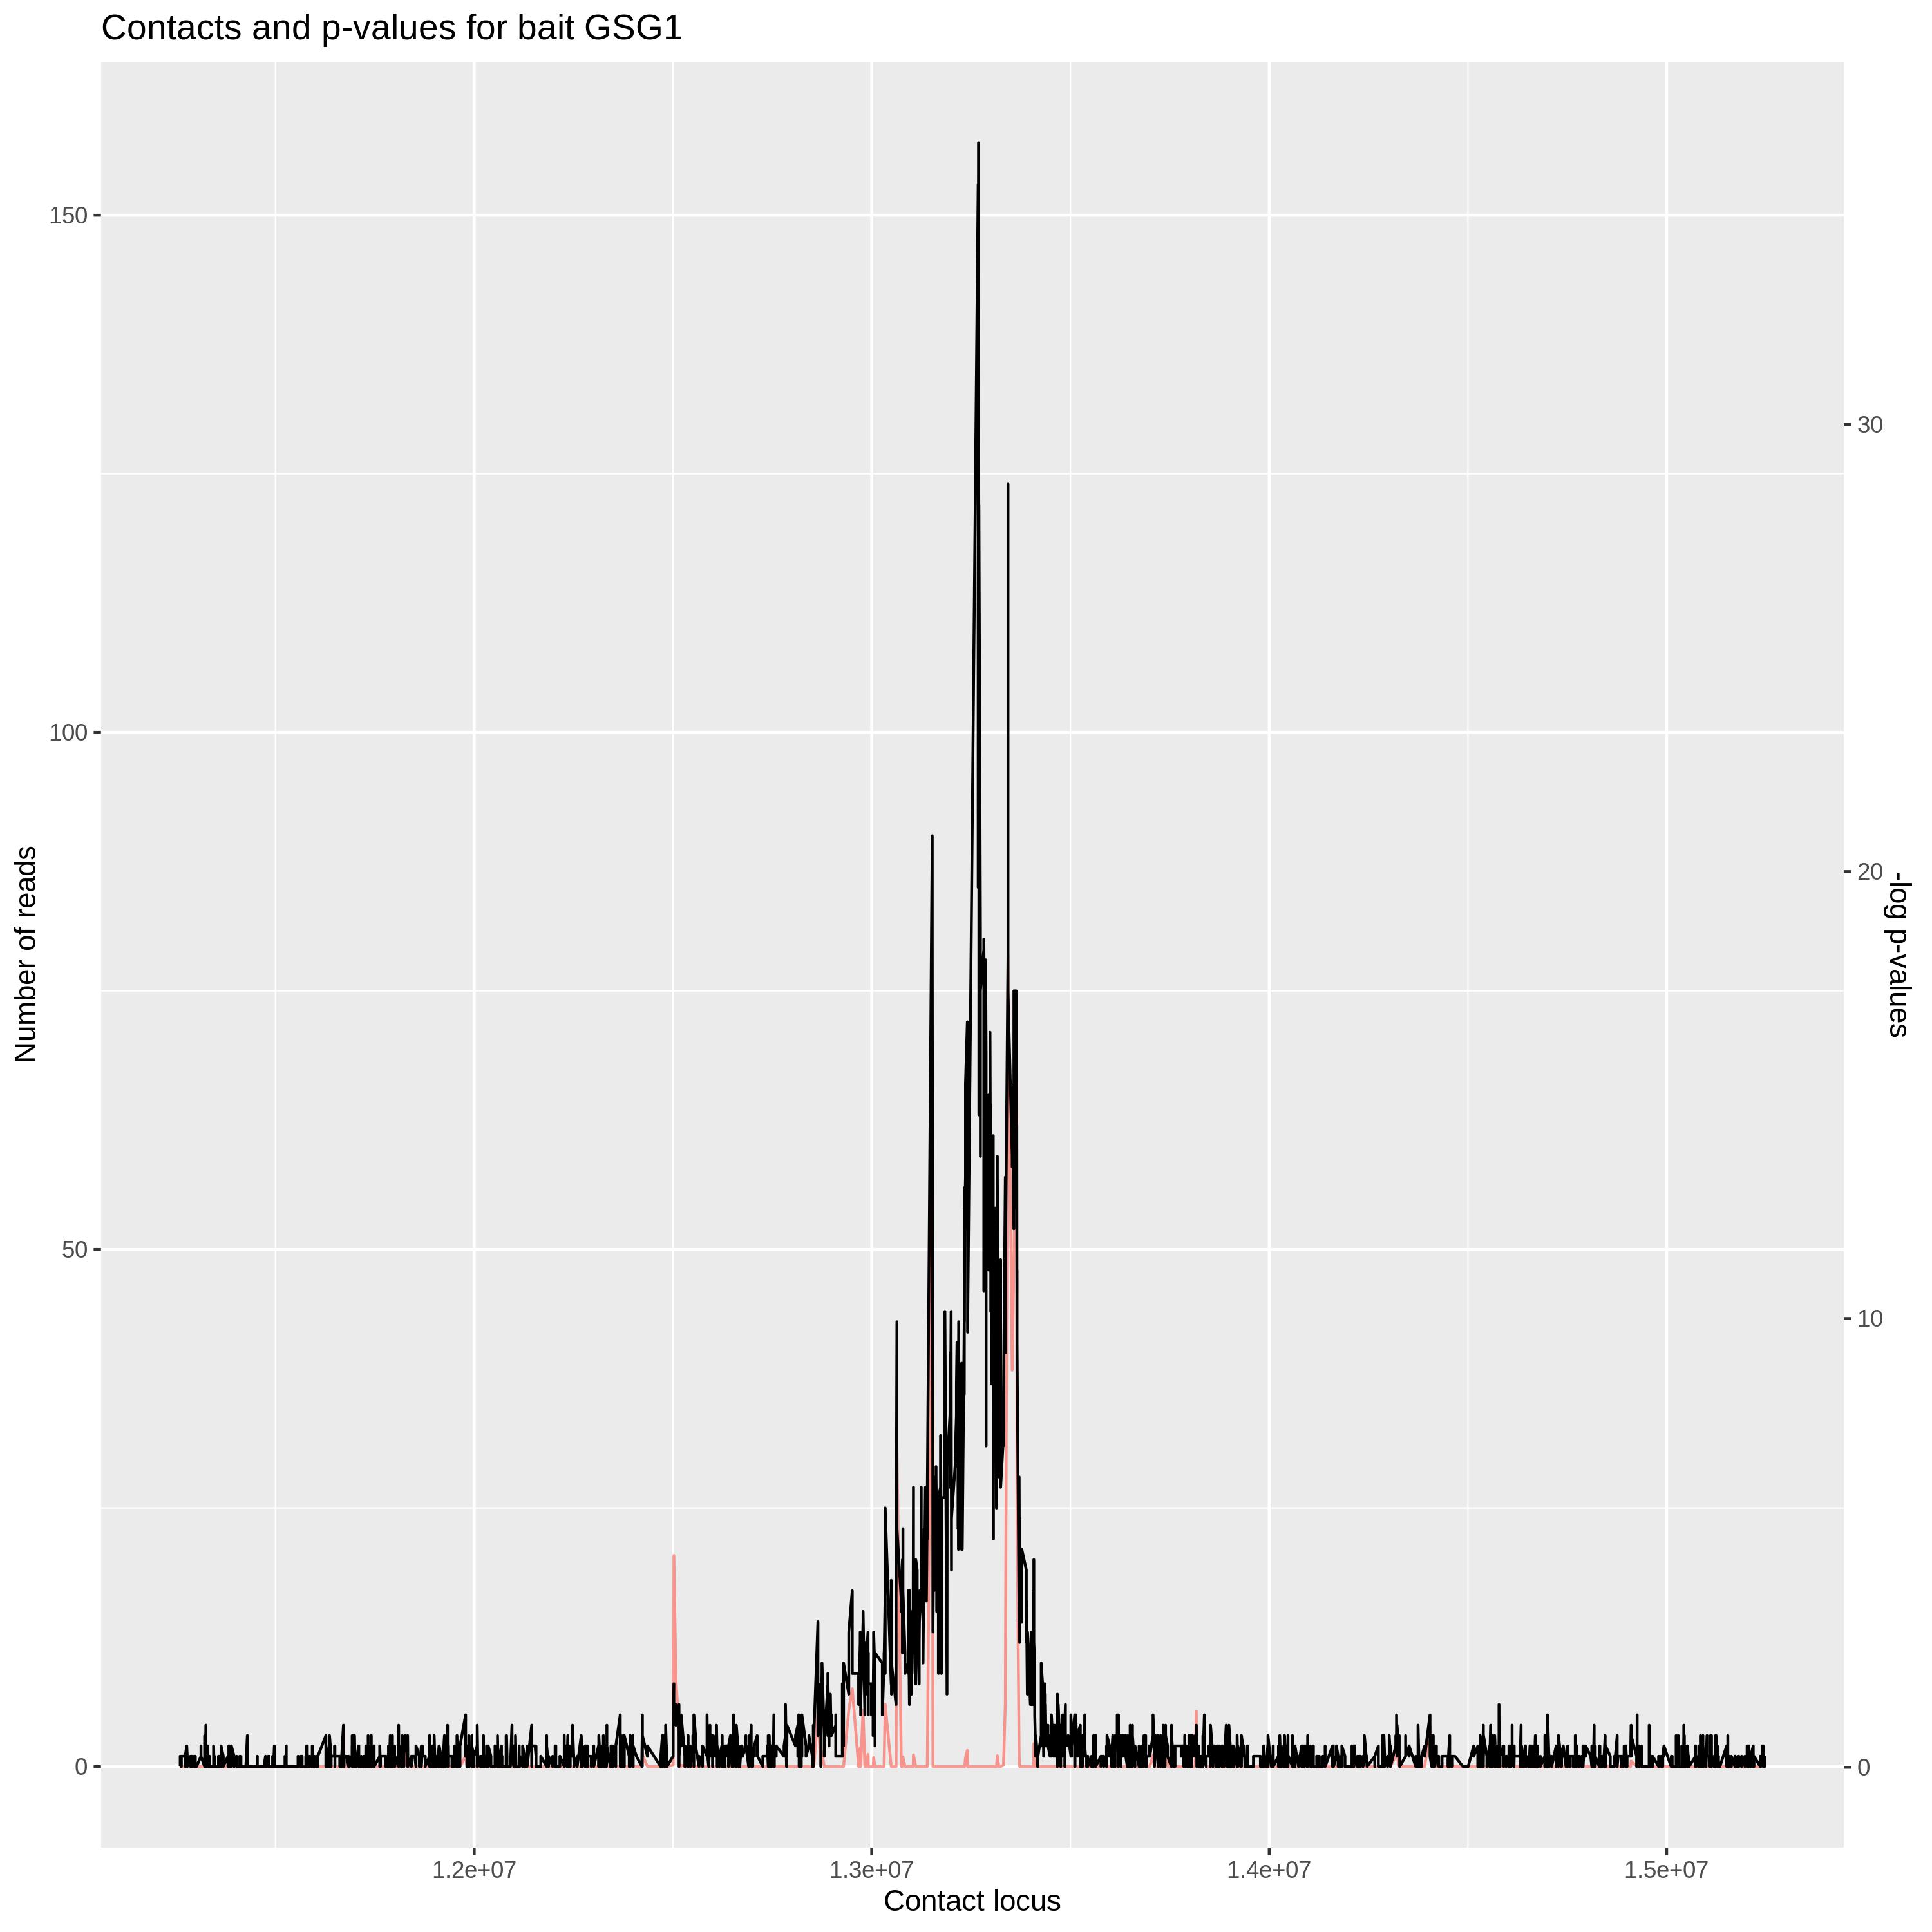 Contacts and p-values for bait GSG1
150
100
50
0
Number of reads
30
20
10
0
-log p-values
1.2e+07
1.3e+07
1.4e+07
1.5e+07
Contact locus